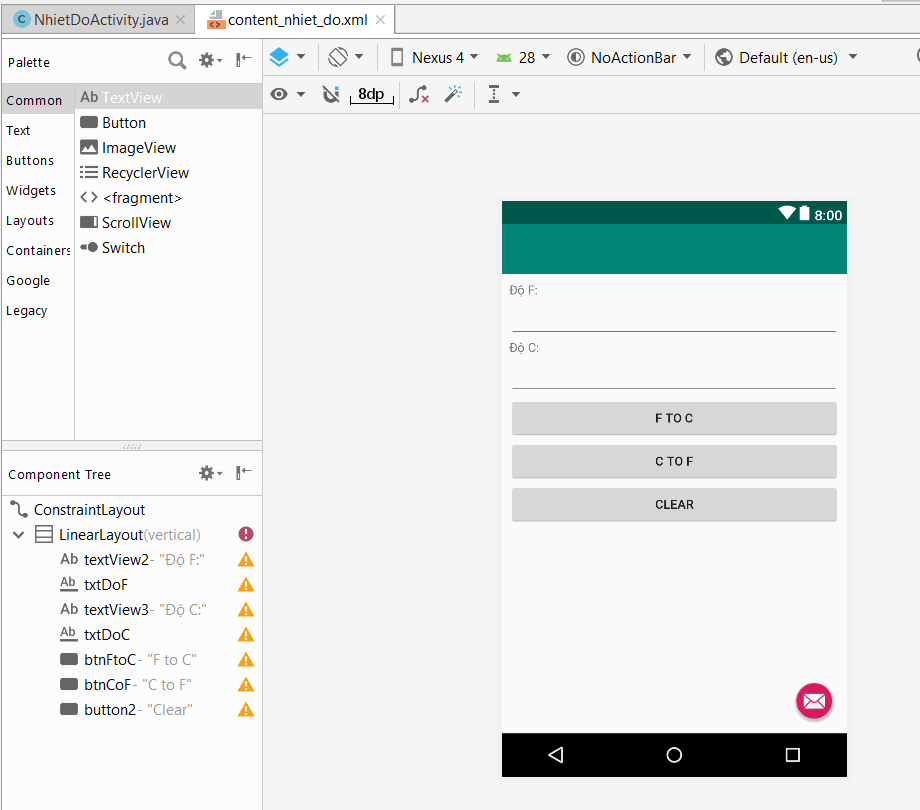 NhietDoActivity.java
content_nhiet_do.xml
Palette
Nexus 4
28
NoActionBar
Default (en-us)
8dp
Common
Text
Buttons
Widgets
Layouts
Containers
Google
Legacy
Ab TextView
Button
ImageView
RecyclerView
<fragment>
ScrollView
Switch
8:00
Độ F:
Độ C:
F TO C
C TO F
CLEAR
Component Tree
ConstraintLayout
LinearLayout(vertical)
Ab textView2- "Độ F:"
Ab txtDoF
Ab textView3- "Độ C:"
Ab txtDoC
btnFtoC- "F to C"
btnCoF- "C to F"
button2- "Clear"